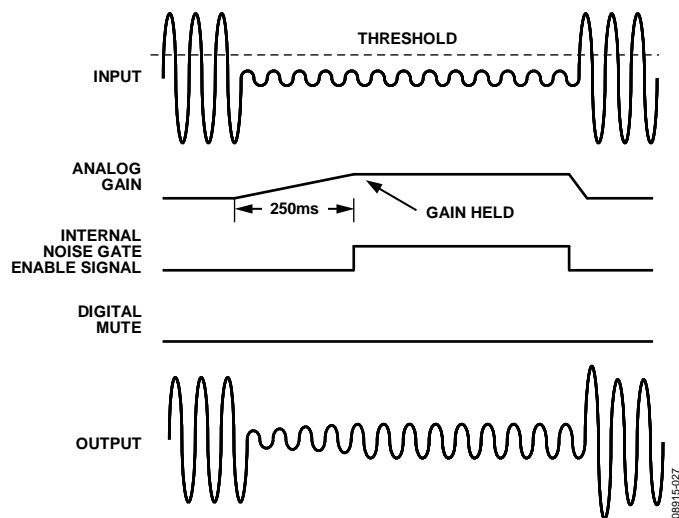 THRESHOLD
INPUT
ANALOG
GAIN
250ms
GAIN HELD
INTERNAL
NOISE GATE
ENABLE SIGNAL
DIGITAL
MUTE
OUTPUT
08915-027